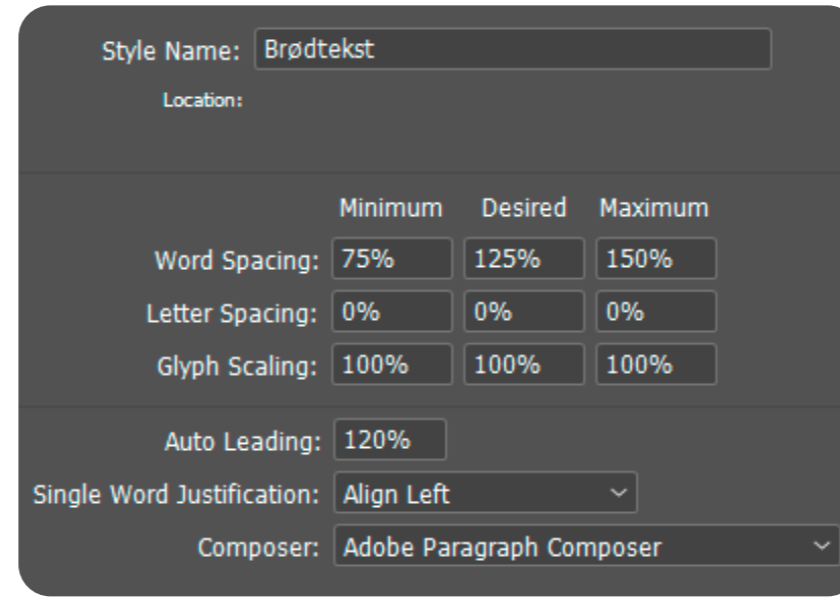 Style Name: Brødtekst
Location:
Minimum Desired Maximum
Word Spacing: 75% 125% 150%
Letter Spacing: 0% 0% 0%
Glyph Scaling: 100% 100% 100%
Auto Leading: 120%
Single Word Justification: Align Left
Composer: Adobe Paragraph Composer